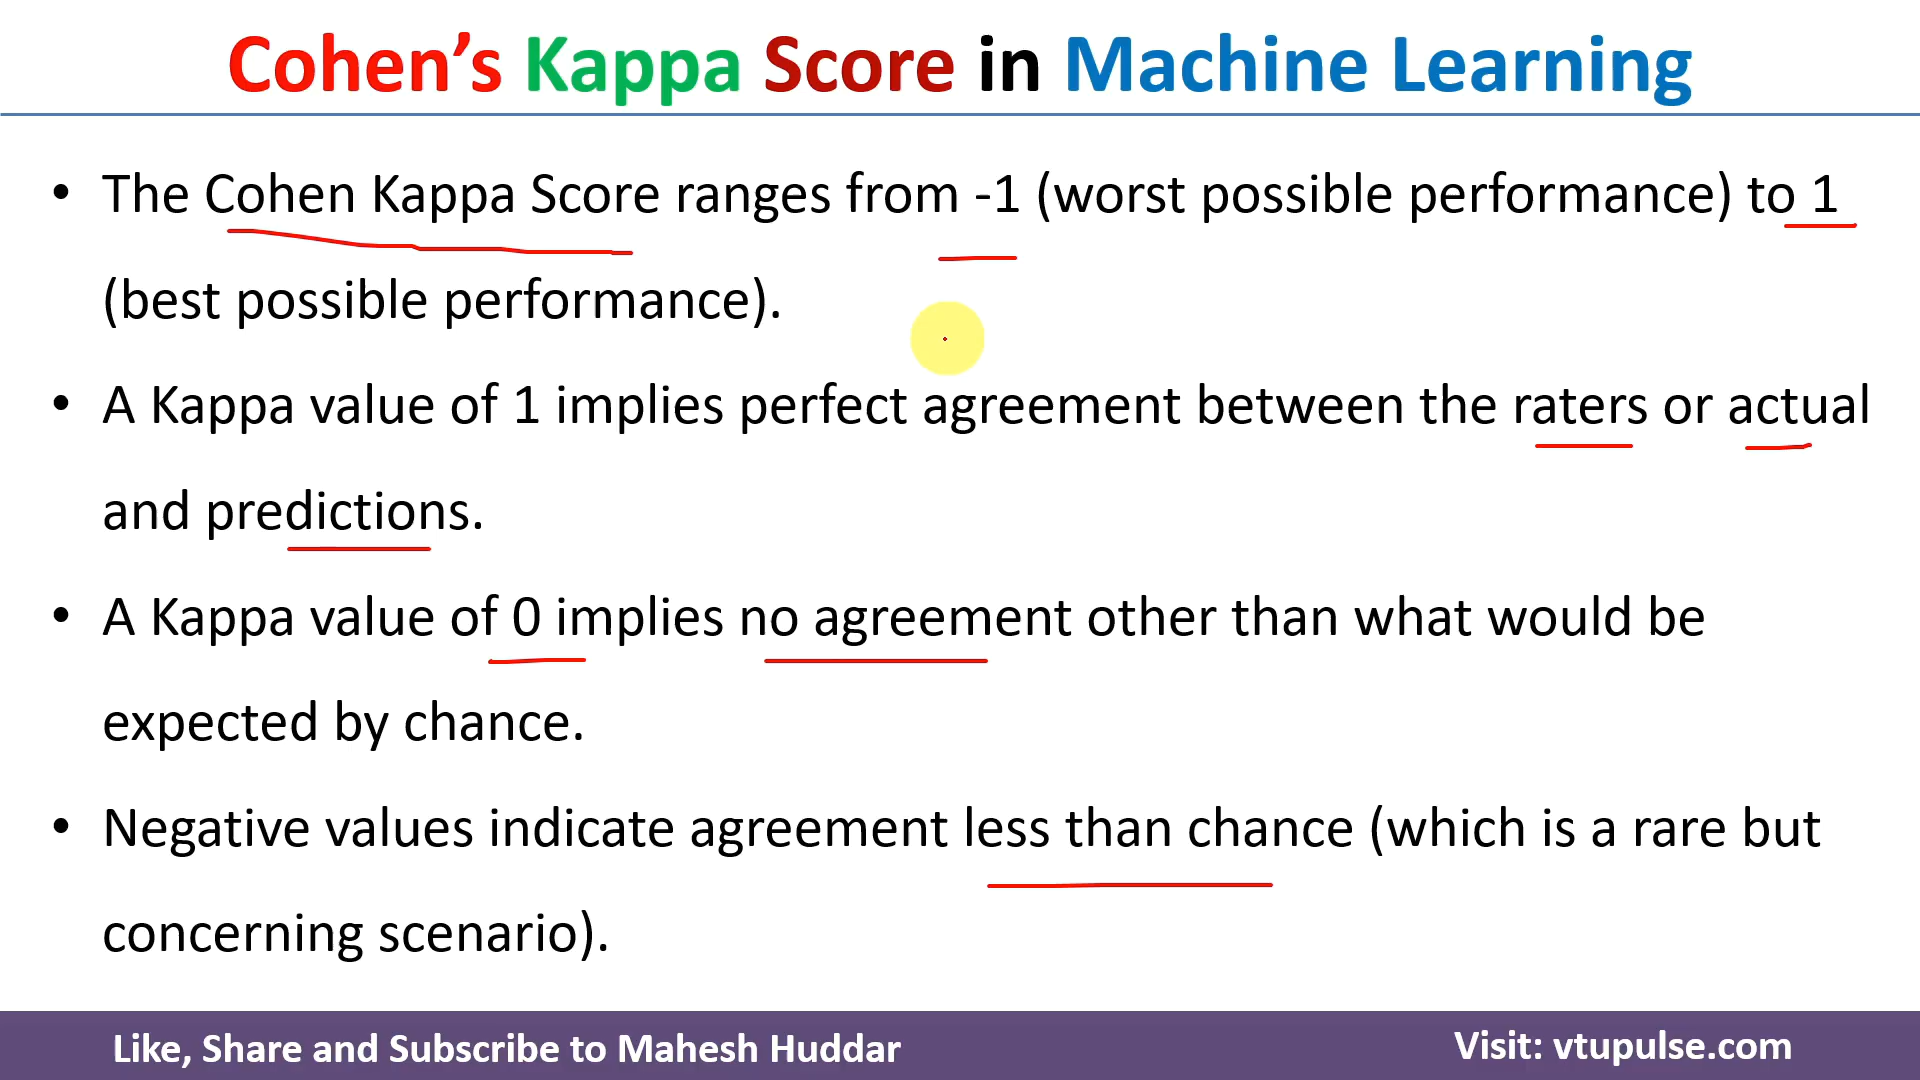 Cohen’s Kappa Score in Machine Learning
• The Cohen Kappa Score ranges from -1 (worst possible performance) to 1
(best possible performance).
• A Kappa value of 1 implies perfect agreement between the raters or actual
and predictions.
• A Kappa value of 0 implies no agreement other than what would be
expected by chance.
• Negative values indicate agreement less than chance (which is a rare but
concerning scenario).
Like, Share and Subscribe to Mahesh Huddar
Visit: vtupulse.com